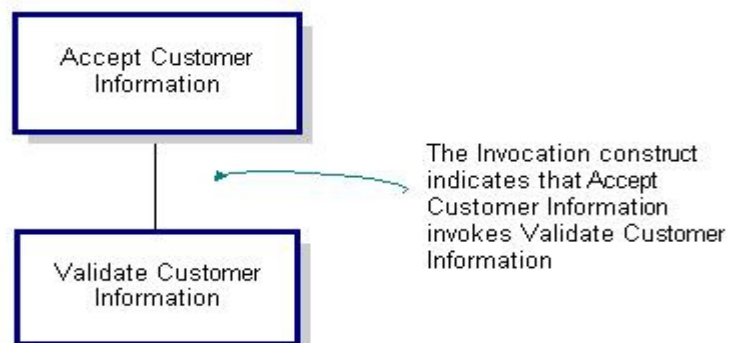 Accept Customer
Information
The Invocation construct
indicates that Accept
Customer Information
invokes Validate Customer
Information
Validate Customer
Information